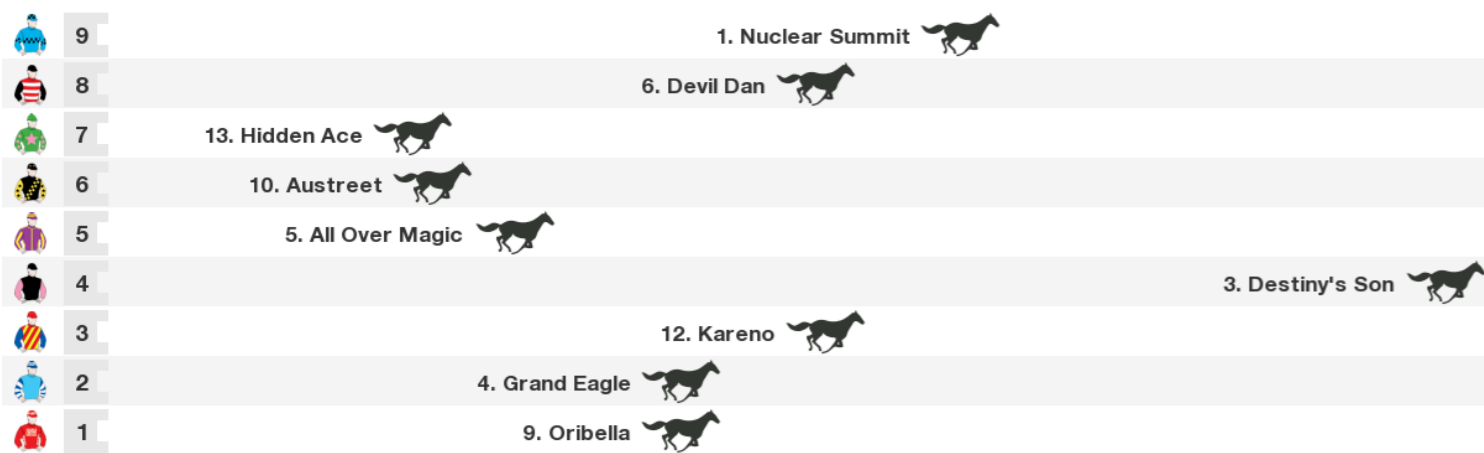 9 1. Nuclear Summit
8 6. Devil Dan
7 13. Hidden Ace
6 10. Austreet
5 5. All Over Magic
4 3. Destiny's Son
3 12. Kareno
2 4. Grand Eagle
1 9. Oribella